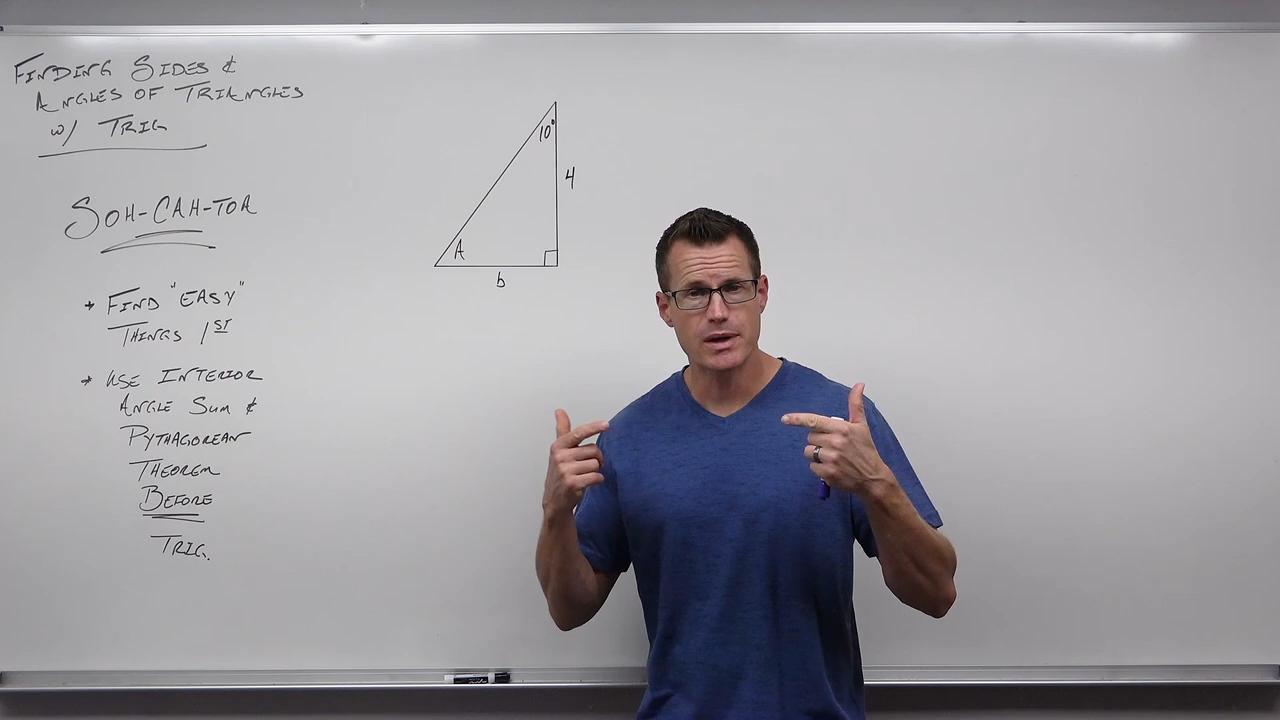 FINDING SIDES &
ANGLES OF TRIANGLES
w/ TRIG
SOH-CAH-TOA
* FIND "EASY"
THINGS 1ST
* USE INTERIOR
ANGLE SUM &
PYTHAGOREAN
THEOREM
BEFORE
TRIG.
10°
4
A
b